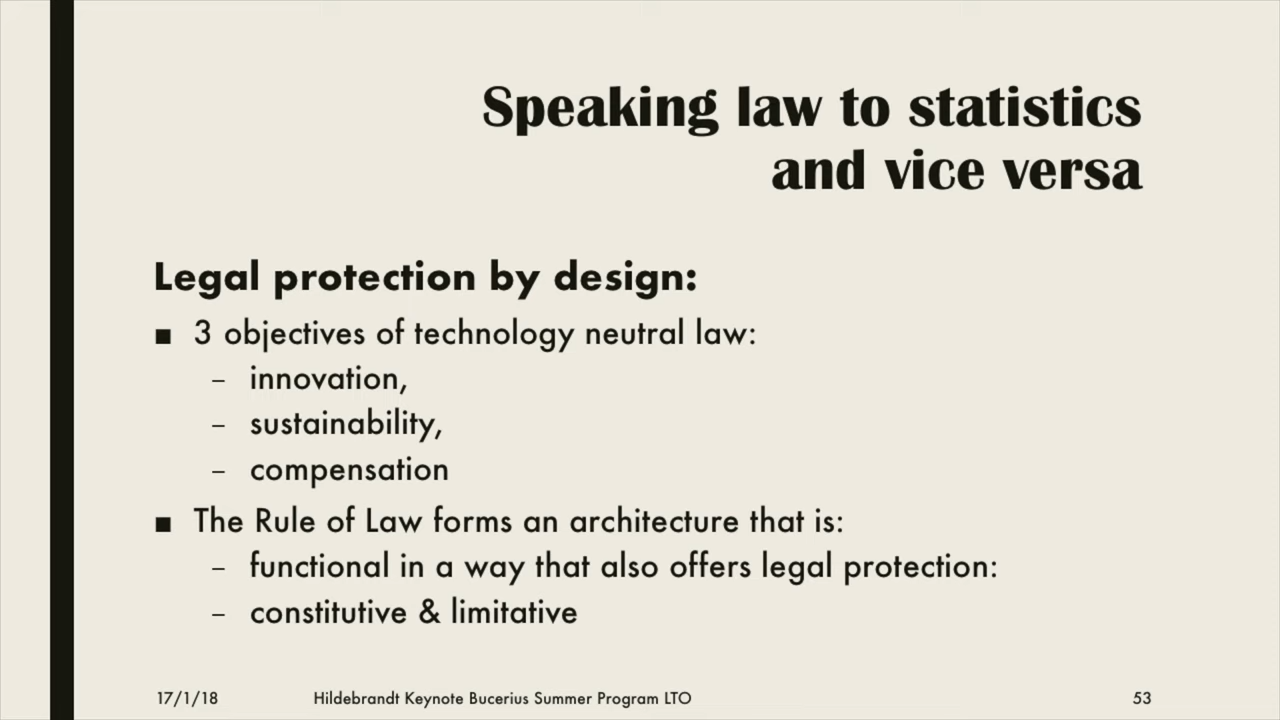 Speaking law to statistics
and vice versa
Legal protection by design:
■ 3 objectives of technology neutral law:
– innovation,
– sustainability,
– compensation
■ The Rule of Law forms an architecture that is:
– functional in a way that also offers legal protection:
– constitutive & limitative
17/1/18 Hildebrandt Keynote Bucerius Summer Program LTO 53